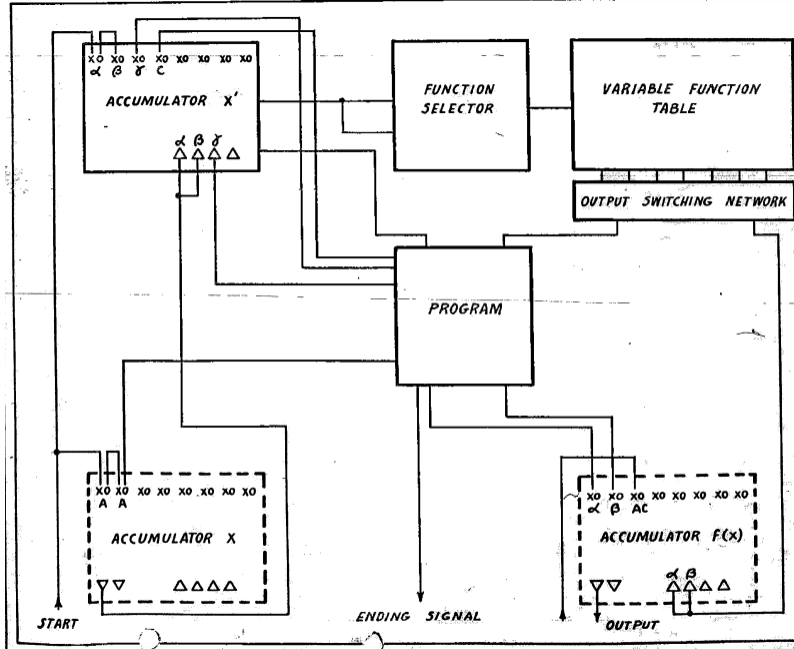 XO XO XO XO XO XO XO
α β γ C
ACCUMULATOR X'
α β γ
FUNCTION
SELECTOR
VARIABLE FUNCTION
TABLE
OUTPUT SWITCHING NETWORK
PROGRAM
XO XO XO XO XO XO XO
A A
ACCUMULATOR X
START
ENDING SIGNAL
XO XO XO XO XO XO XO XO
α β AC
ACCUMULATOR F(X)
α β
OUTPUT